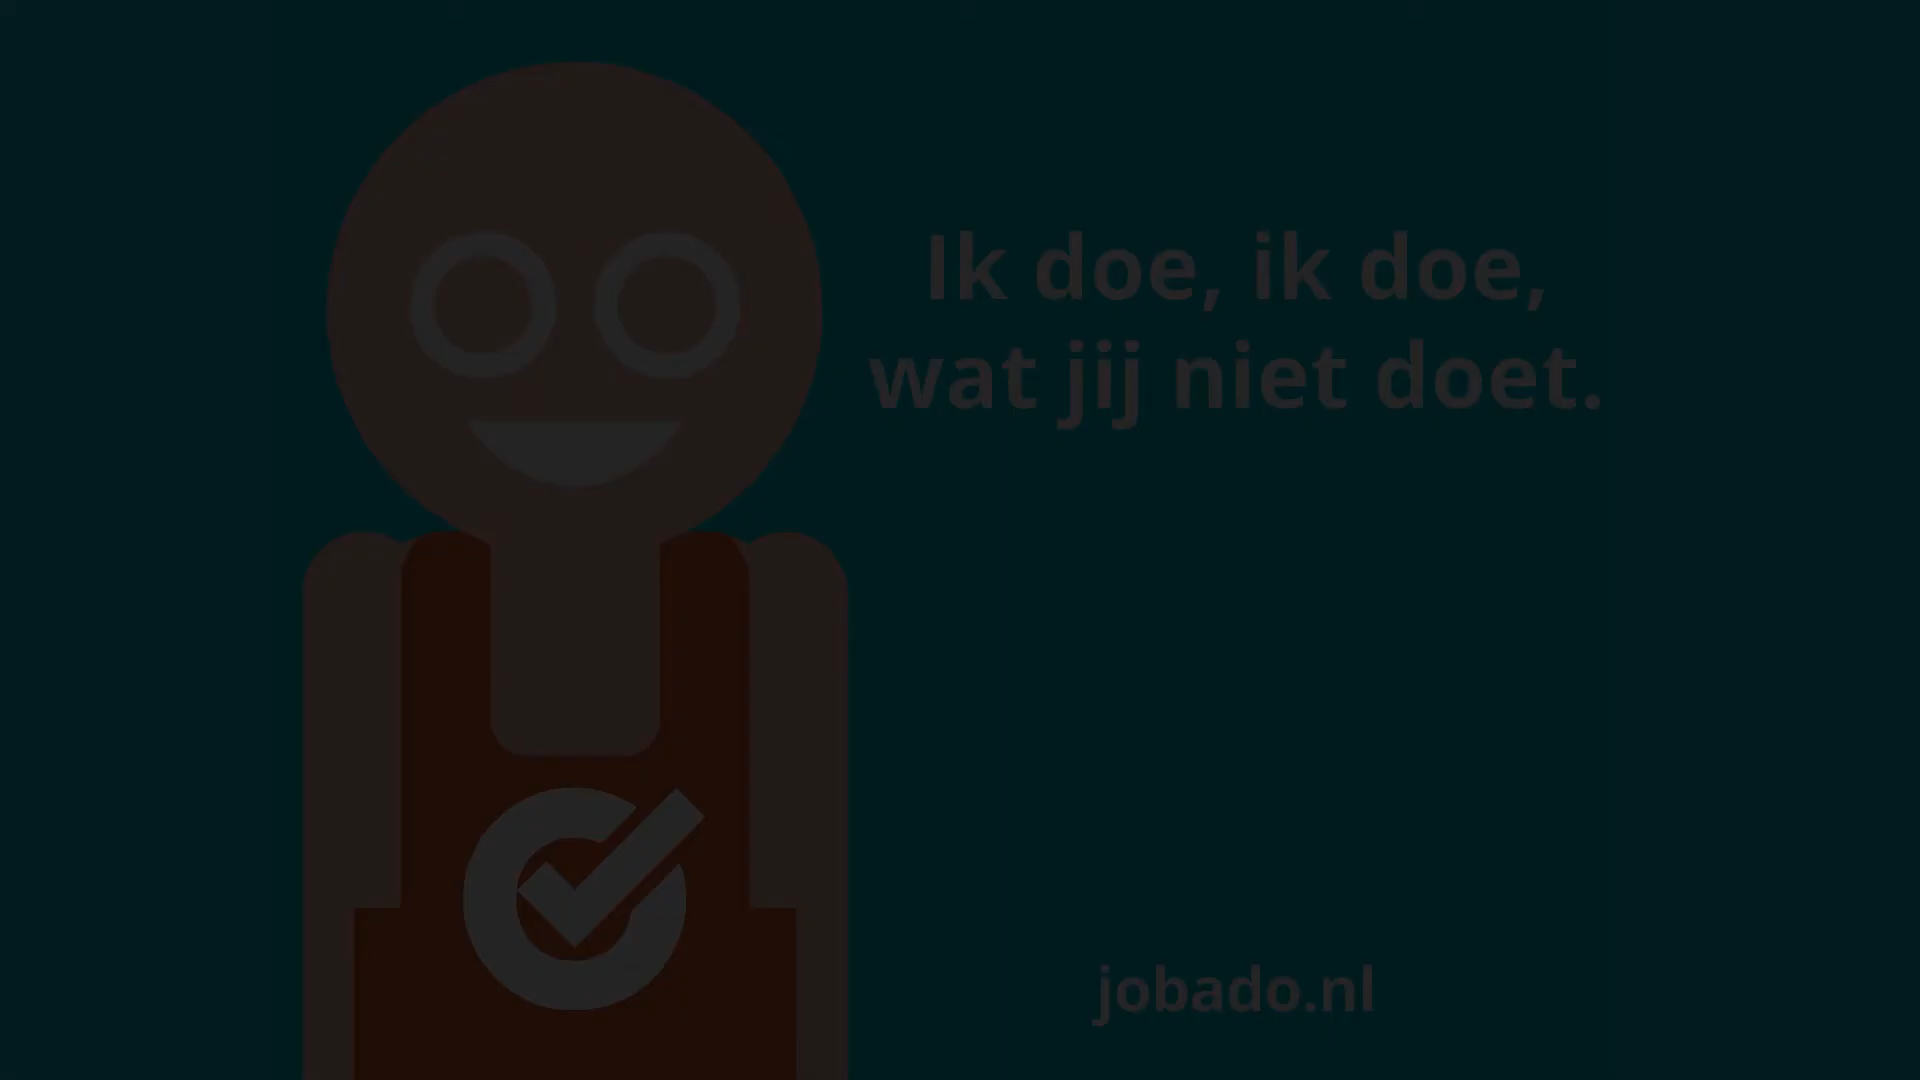 Ik doe, ik doe,
wat jij niet doet.
jobado.nl